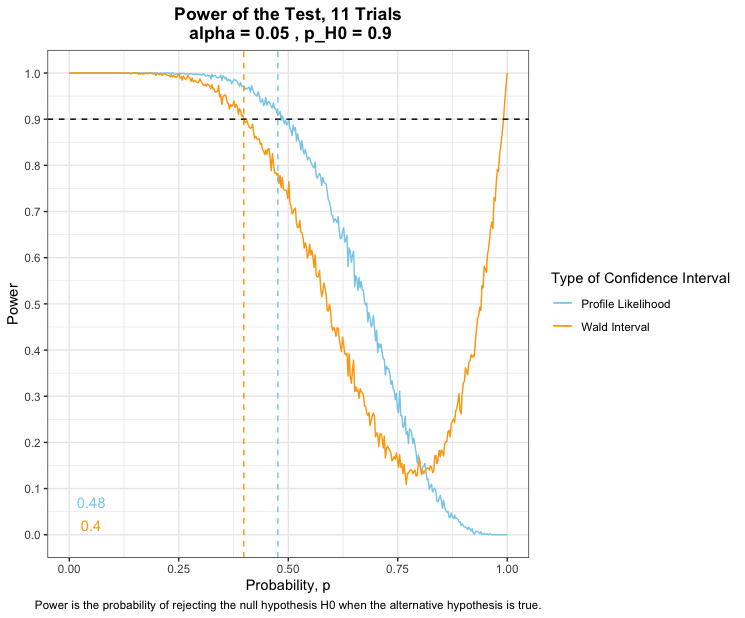 Power of the Test, 11 Trials
alpha = 0.05 , p_H0 = 0.9
1.0
0.9
0.8
0.7
0.6
0.5
0.4
0.3
0.2
0.1
0.0
Power
0.48
0.4
0.00 0.25 0.50 0.75 1.00
Probability, p
Type of Confidence Interval
Profile Likelihood
Wald Interval
Power is the probability of rejecting the null hypothesis H0 when the alternative hypothesis is true.